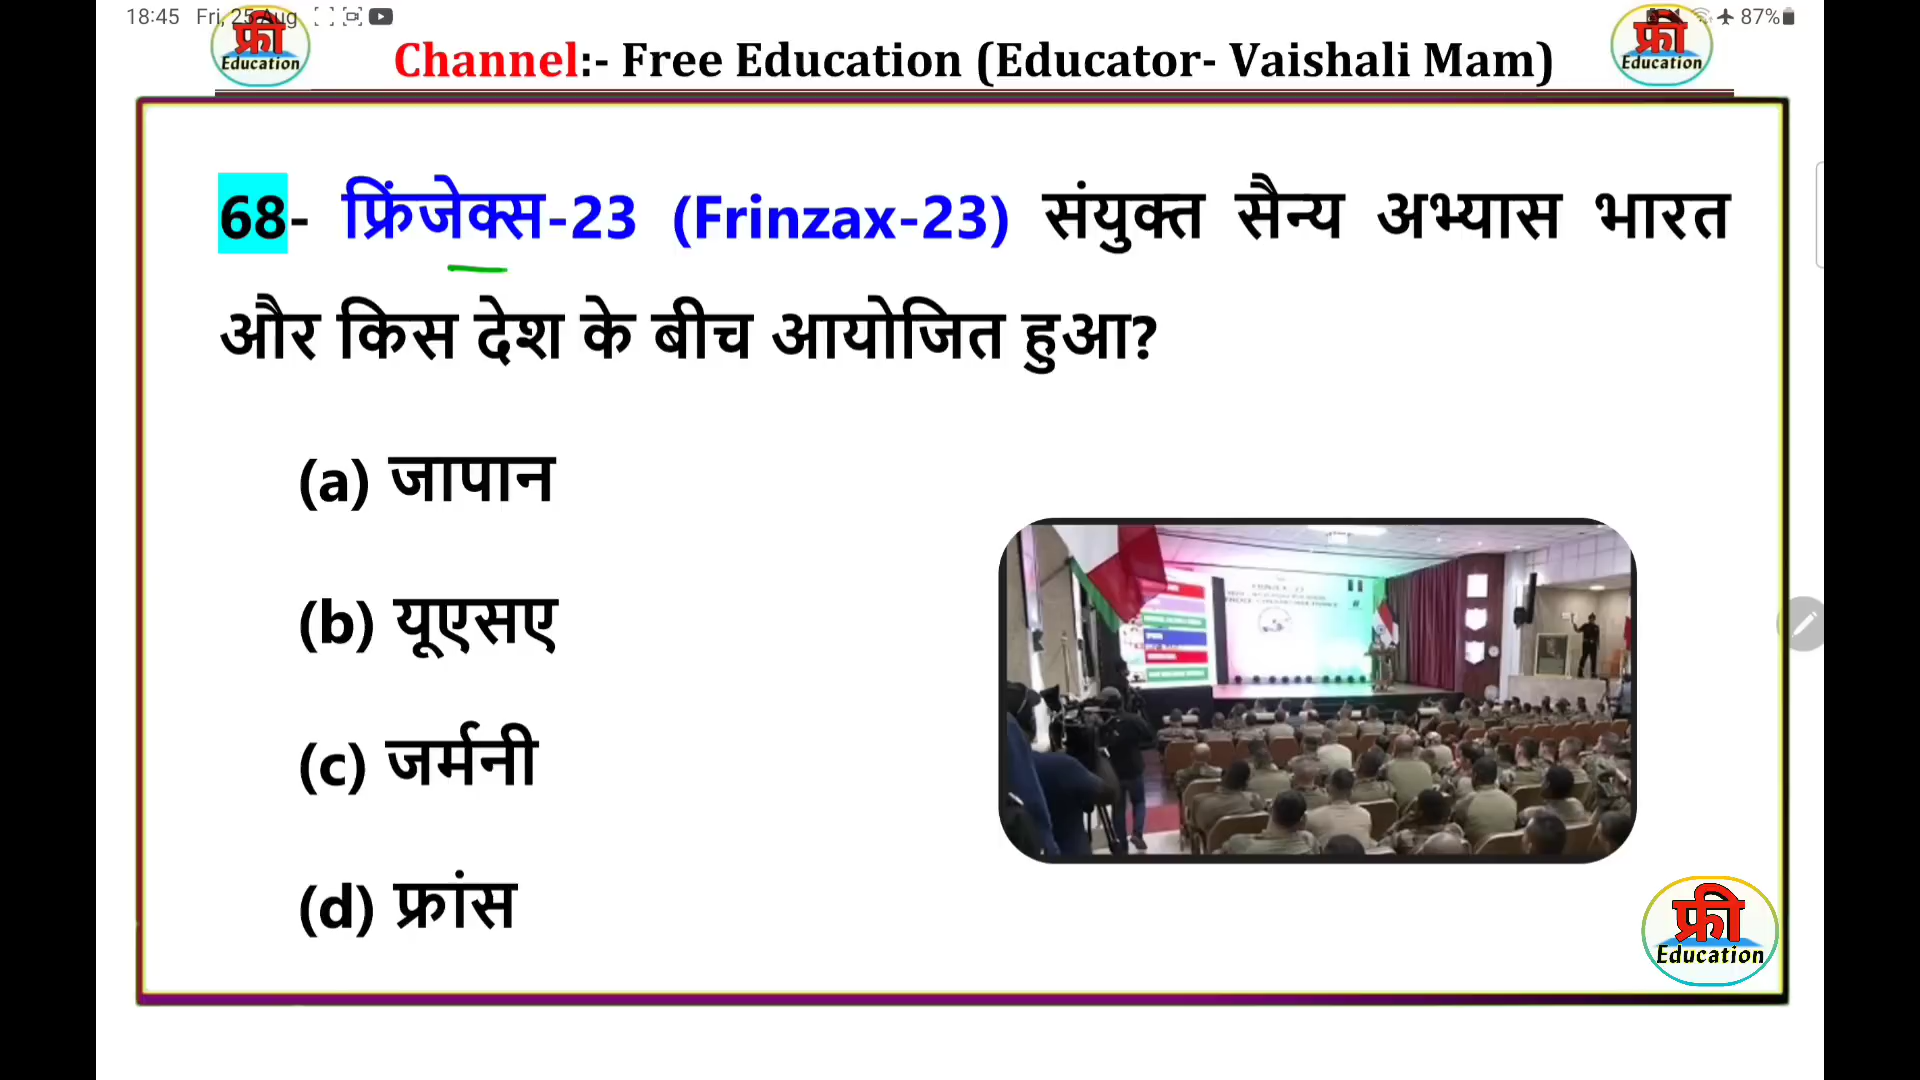 18:45 Fri, 25 Aug
87%
फ्री
Education
Channel:- Free Education (Educator- Vaishali Mam)
फ्री
Education
68- फ्रिंजेक्स-23 (Frinzax-23) संयुक्त सैन्य अभ्यास भारत
और किस देश के बीच आयोजित हुआ?
(a) जापान
(b) यूएसए
(c) जर्मनी
(d) फ्रांस
फ्री
Education